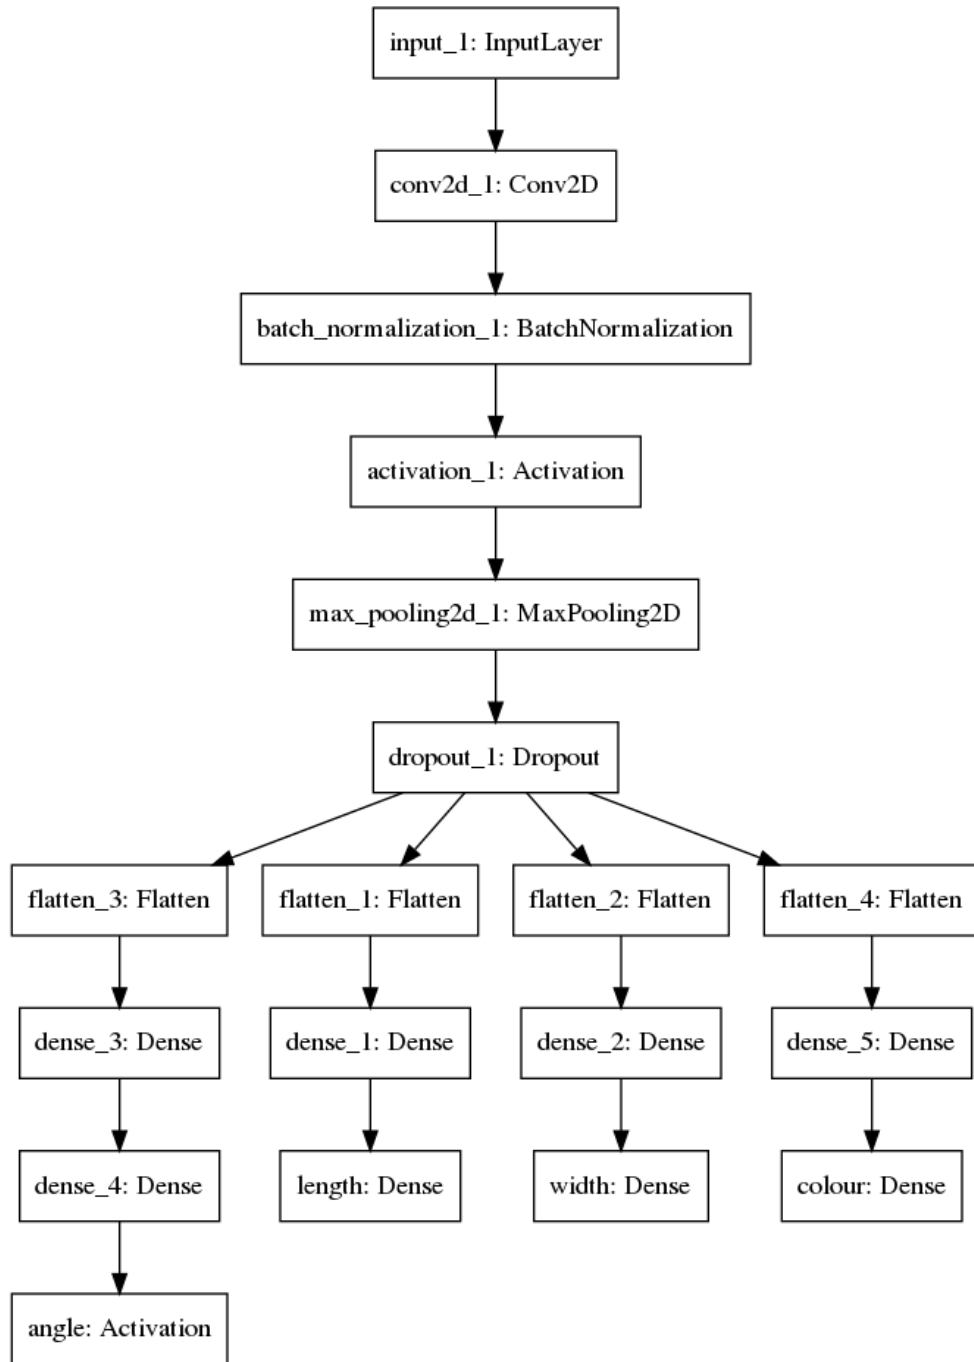 input_1: InputLayer
conv2d_1: Conv2D
batch_normalization_1: BatchNormalization
activation_1: Activation
max_pooling2d_1: MaxPooling2D
dropout_1: Dropout
flatten_3: Flatten
flatten_1: Flatten
flatten_2: Flatten
flatten_4: Flatten
dense_3: Dense
dense_1: Dense
dense_2: Dense
dense_5: Dense
dense_4: Dense
length: Dense
width: Dense
colour: Dense
angle: Activation